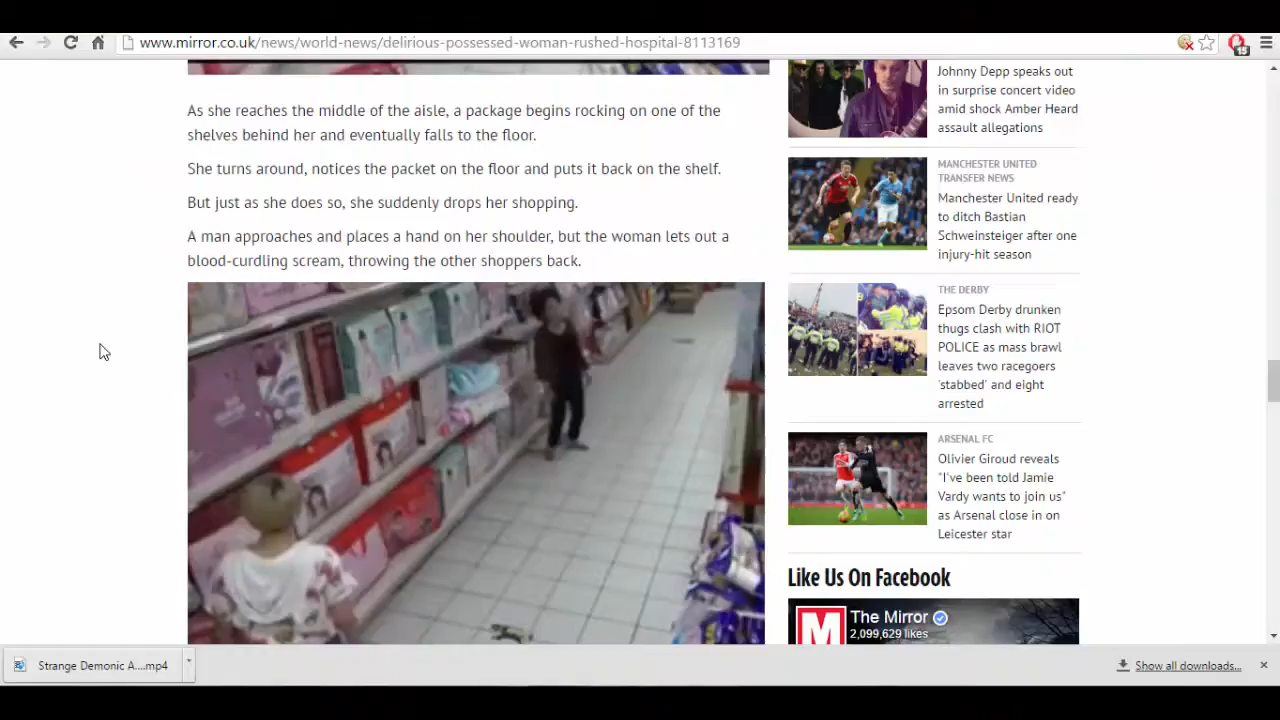 www.mirror.co.uk/news/world-news/delirious-possessed-woman-rushed-hospital-8113169
15
As she reaches the middle of the aisle, a package begins rocking on one of the
shelves behind her and eventually falls to the floor.
She turns around, notices the packet on the floor and puts it back on the shelf.
But just as she does so, she suddenly drops her shopping.
A man approaches and places a hand on her shoulder, but the woman lets out a
blood-curdling scream, throwing the other shoppers back.
Johnny Depp speaks out
in surprise concert video
amid shock Amber Heard
assault allegations
MANCHESTER UNITED
TRANSFER NEWS
Manchester United ready
to ditch Bastian
Schweinsteiger after one
injury-hit season
THE DERBY
Epsom Derby drunken
thugs clash with RIOT
POLICE as mass brawl
leaves two racegoers
'stabbed' and eight
arrested
ARSENAL FC
Olivier Giroud reveals
"I've been told Jamie
Vardy wants to join us"
as Arsenal close in on
Leicester star
Like Us On Facebook
M
The Mirror
2,099,629 likes
Strange Demonic A....mp4
Show all downloads...